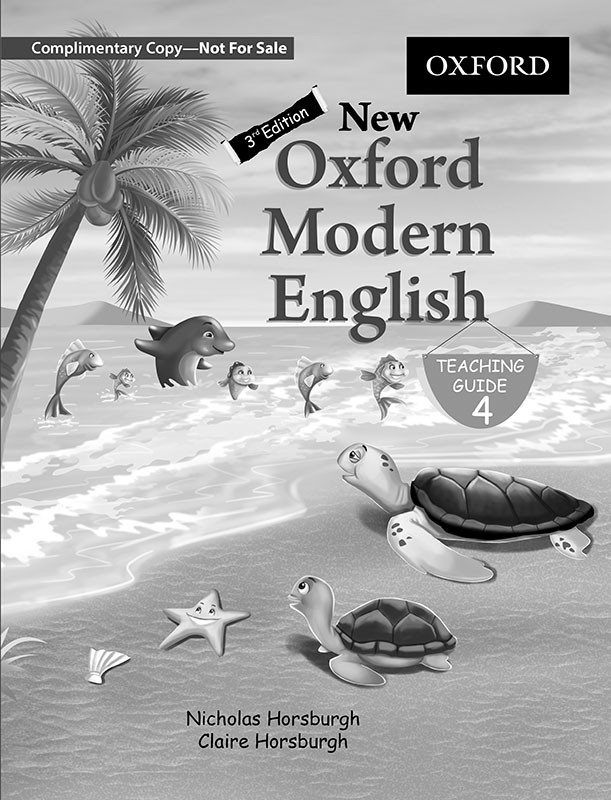 Complimentary Copy—Not For Sale
OXFORD
3rd Edition
New
Oxford
Modern
English
TEACHING
GUIDE
4
Nicholas Horsburgh
Claire Horsburgh